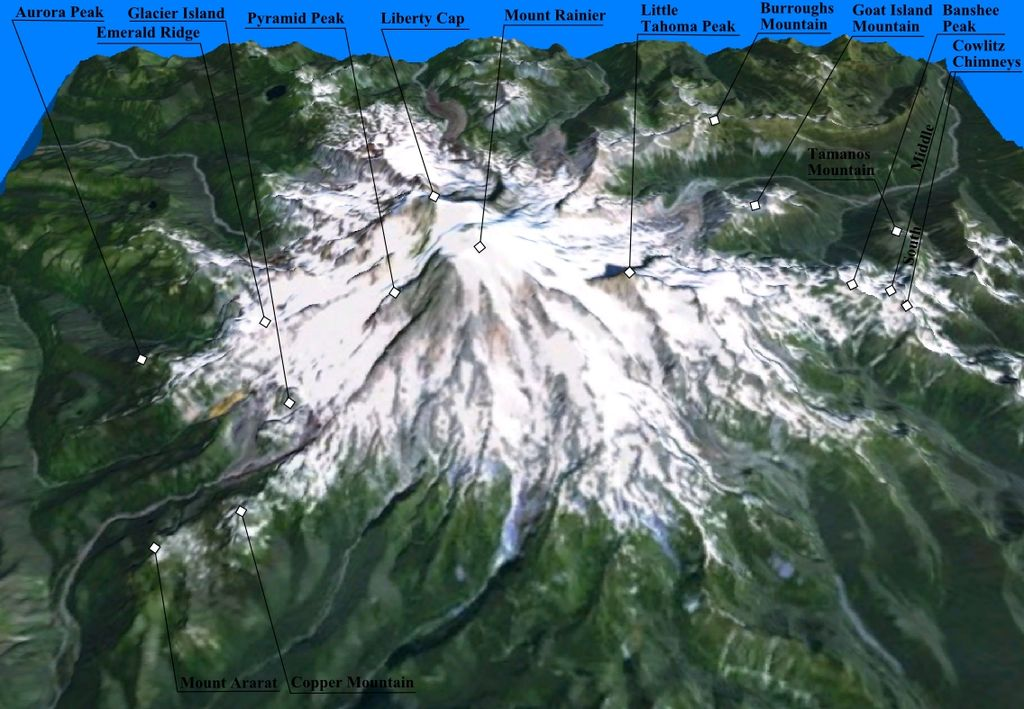 Aurora Peak
Glacier Island
Emerald Ridge
Pyramid Peak
Liberty Cap
Mount Rainier
Little
Tahoma Peak
Burroughs
Mountain
Goat Island
Mountain
Banshee
Peak
Cowlitz
Chimneys
Middle
Tamanos
Mountain
South
Mount Ararat
Copper Mountain